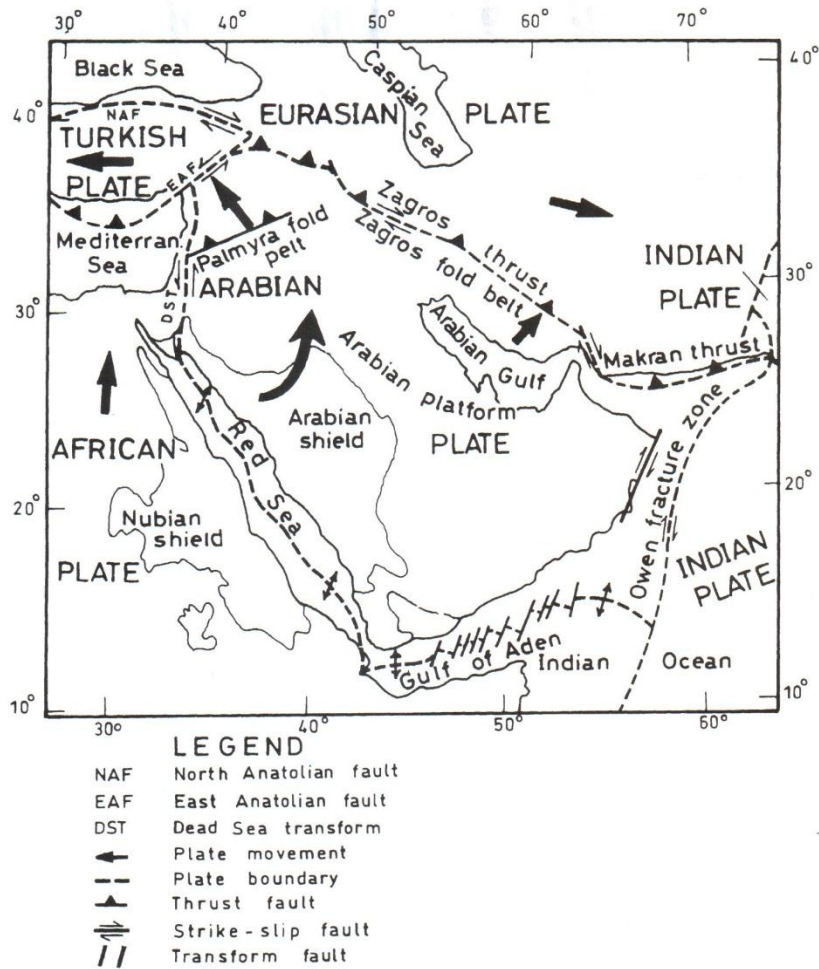 30° 40° 50° 60° 70°
Black Sea
Caspian Sea
40°
40°
NAF
EURASIAN PLATE
TURKISH
PLATE
EAF
Zagros thrust
Mediterran Sea
Palmyra fold pelt
Zagros fold belt
INDIAN PLATE
30°
30°
DST
ARABIAN
Arabian Gulf
Makran thrust
Arabian platform
Arabian shield
PLATE
AFRICAN
Red Sea
Owen fracture zone
20°
20°
Nubian shield
PLATE
INDIAN PLATE
Gulf of Aden
Indian Ocean
10°
10°
30° 40° 50° 60°
LEGEND
NAF North Anatolian fault
EAF East Anatolian fault
DST Dead Sea transform
Plate movement
Plate boundary
Thrust fault
Strike-slip fault
Transform fault